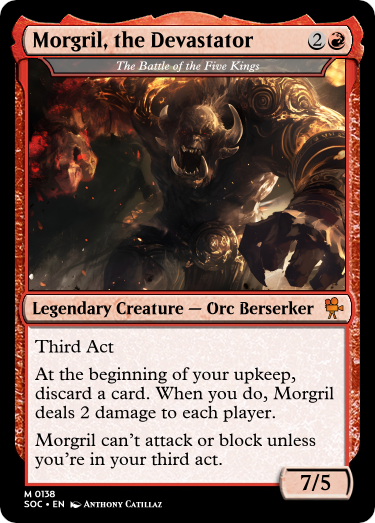 Morgril, the Devastator 2
The Battle of the Five Kings
Legendary Creature — Orc Berserker
Third Act
At the beginning of your upkeep,
discard a card. When you do, Morgril
deals 2 damage to each player.
Morgril can't attack or block unless
you're in your third act.
7/5
M 0138
SOC • EN Anthony Catillaz